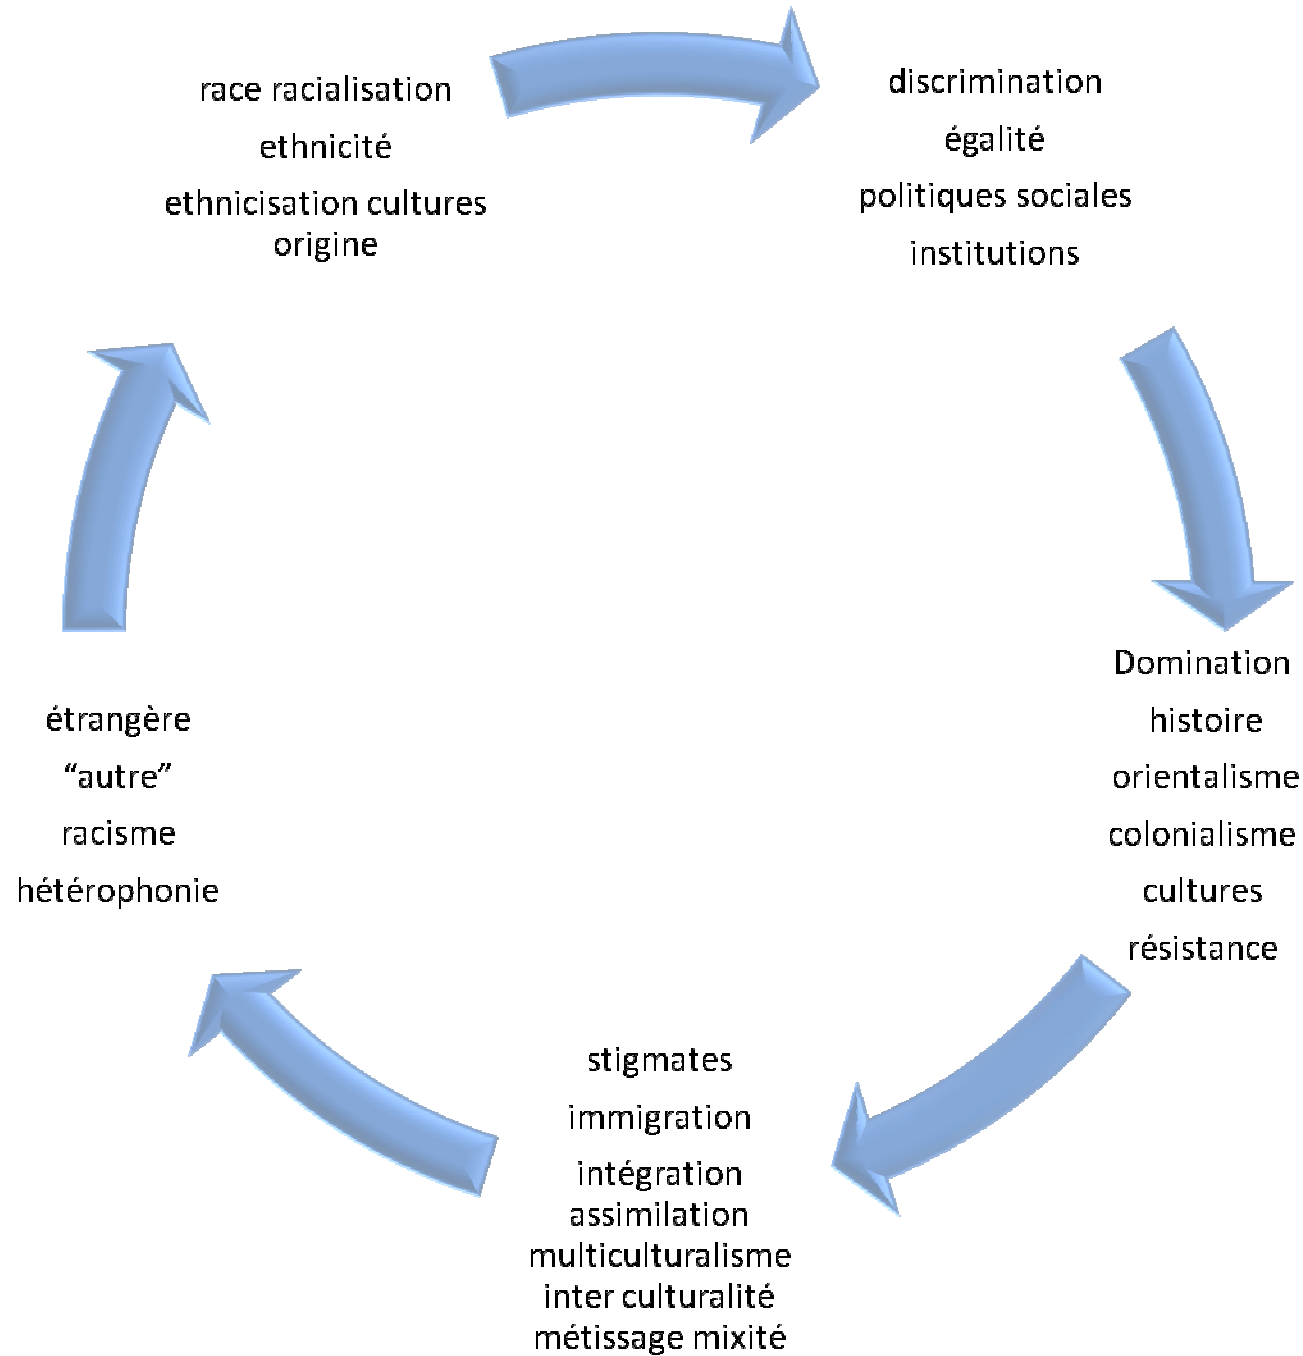 race racialisation
ethnicité
ethnicisation cultures
origine
discrimination
égalité
politiques sociales
institutions
Domination
histoire
orientalisme
colonialisme
cultures
résistance
stigmates
immigration
intégration
assimilation
multiculturalisme
inter culturalité
métissage mixité
étrangère
“autre”
racisme
hétérophonie